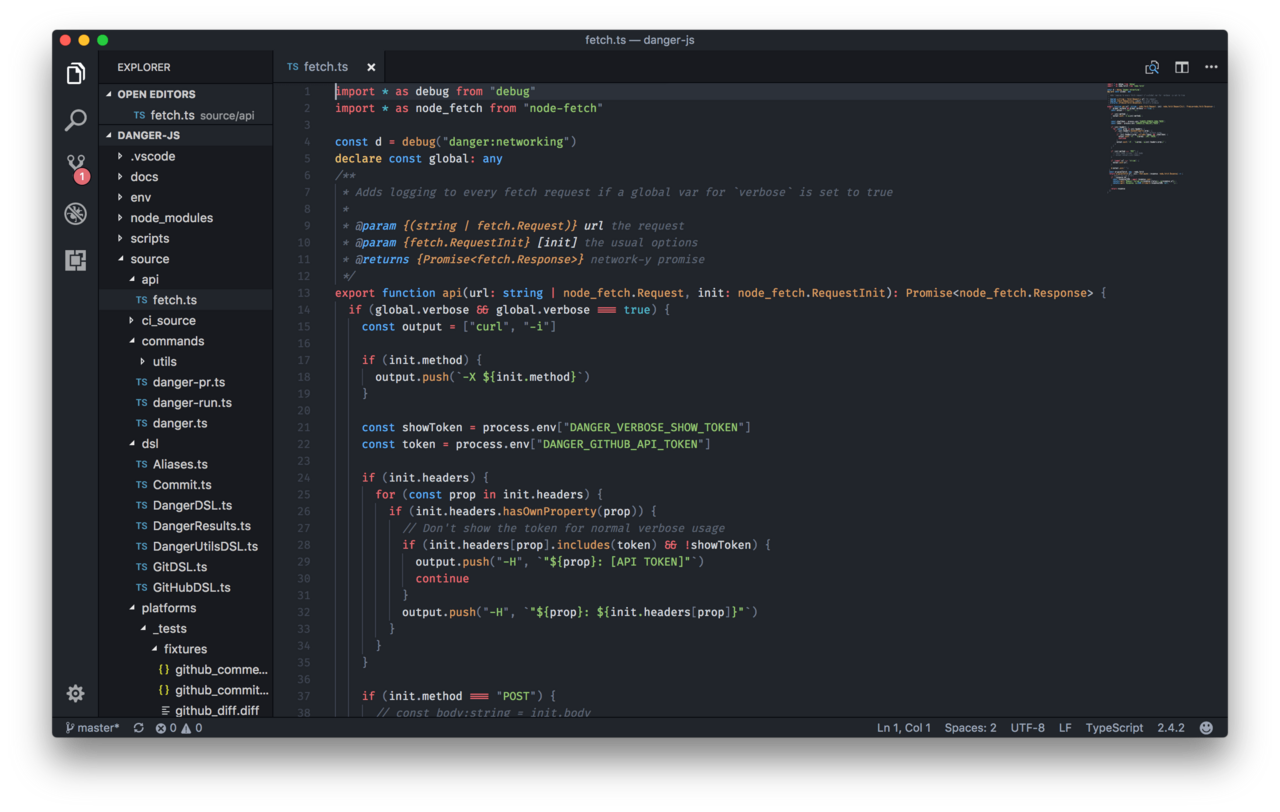 fetch.ts — danger-js
EXPLORER
OPEN EDITORS
TS fetch.ts source/api
DANGER-JS
.vscode
docs
env
node_modules
scripts
source
api
TS fetch.ts
ci_source
commands
utils
TS danger-pr.ts
TS danger-run.ts
TS danger.ts
dsl
TS Aliases.ts
TS Commit.ts
TS DangerDSL.ts
TS DangerResults.ts
TS DangerUtilsDSL.ts
TS GitDSL.ts
TS GitHubDSL.ts
platforms
_tests
fixtures
{} github_comme...
{} github_commit...
github_diff.diff
1
TS fetch.ts
1 import * as debug from "debug"
2 import * as node_fetch from "node-fetch"
3
4 const d = debug("danger:networking")
5 declare const global: any
6 /**
7 * Adds logging to every fetch request if a global var for `verbose` is set to true
8 *
9 * @param {(string | fetch.Request)} url the request
10 * @param {fetch.RequestInit} [init] the usual options
11 * @returns {Promise<fetch.Response>} network-y promise
12 */
13 export function api(url: string | node_fetch.Request, init: node_fetch.RequestInit): Promise<node_fetch.Response> {
14 if (global.verbose && global.verbose === true) {
15 const output = ["curl", "-i"]
16
17 if (init.method) {
18 output.push(`-X ${init.method}`)
19 }
20
21 const showToken = process.env["DANGER_VERBOSE_SHOW_TOKEN"]
22 const token = process.env["DANGER_GITHUB_API_TOKEN"]
23
24 if (init.headers) {
25 for (const prop in init.headers) {
26 if (init.headers.hasOwnProperty(prop)) {
27 // Don't show the token for normal verbose usage
28 if (init.headers[prop].includes(token) && !showToken) {
29 output.push("-H", `"${prop}: [API TOKEN]"`)
30 continue
31 }
32 output.push("-H", `"${prop}: ${init.headers[prop]}"`)
33 }
34 }
35 }
36
37 if (init.method === "POST") {
38 // const body:string = init.body
master* 0 0
Ln 1, Col 1 Spaces: 2 UTF-8 LF TypeScript 2.4.2